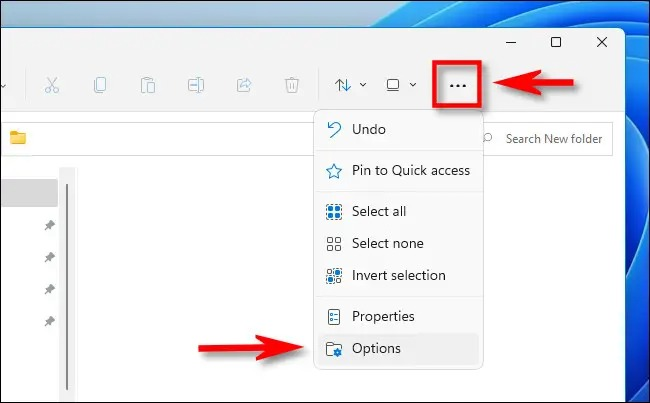 Undo
Search New folder
Pin to Quick access
Select all
Select none
Invert selection
Properties
Options